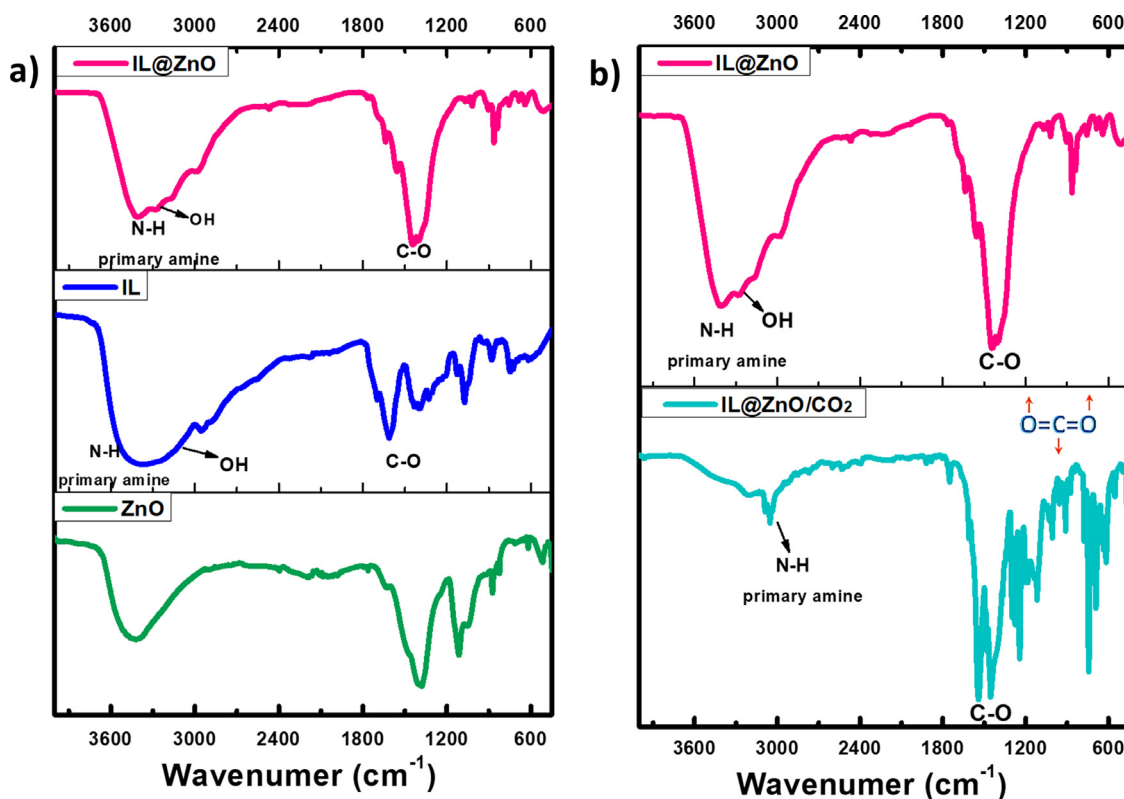 a)
3600 3000 2400 1800 1200 600
IL@ZnO
N-H
OH
primary amine
C-O
IL
N-H
OH
primary amine
C-O
ZnO
3600 3000 2400 1800 1200 600
Wavenumer (cm⁻¹)
b)
3600 3000 2400 1800 1200 600
IL@ZnO
N-H
OH
primary amine
C-O
IL@ZnO/CO₂
O=C=O
N-H
primary amine
C-O
3600 3000 2400 1800 1200 600
Wavenumer (cm⁻¹)